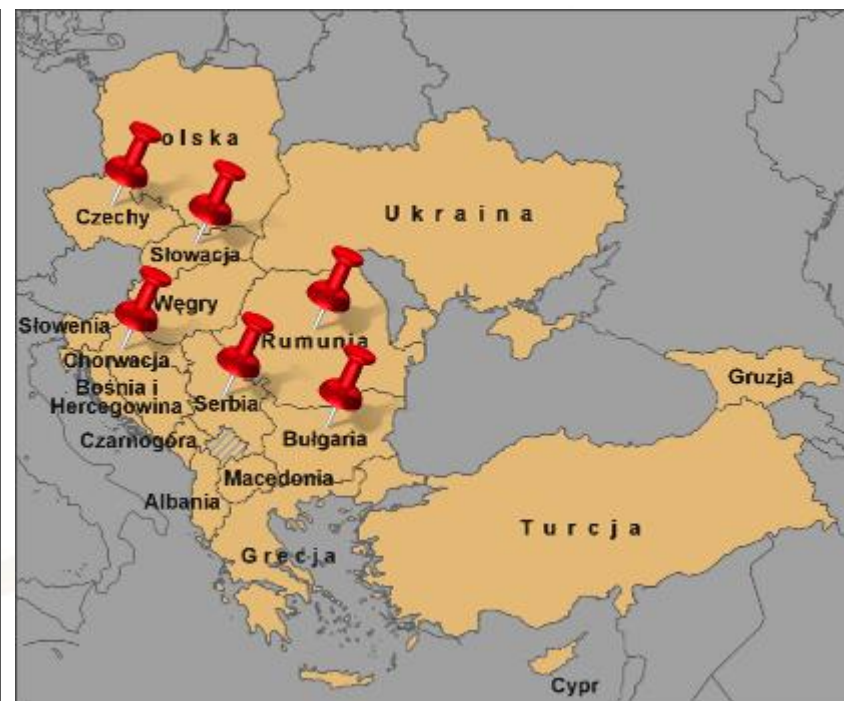 olska
Ukraina
Czechy
Słowacja
Węgry
Słowenia
Rumunia
Chorwacja
Gruzja
Bośnia i
Hercegowina
Serbia
Czarnogóra
Bułgaria
Macedonia
Albania
Turcja
Grecja
Cypr